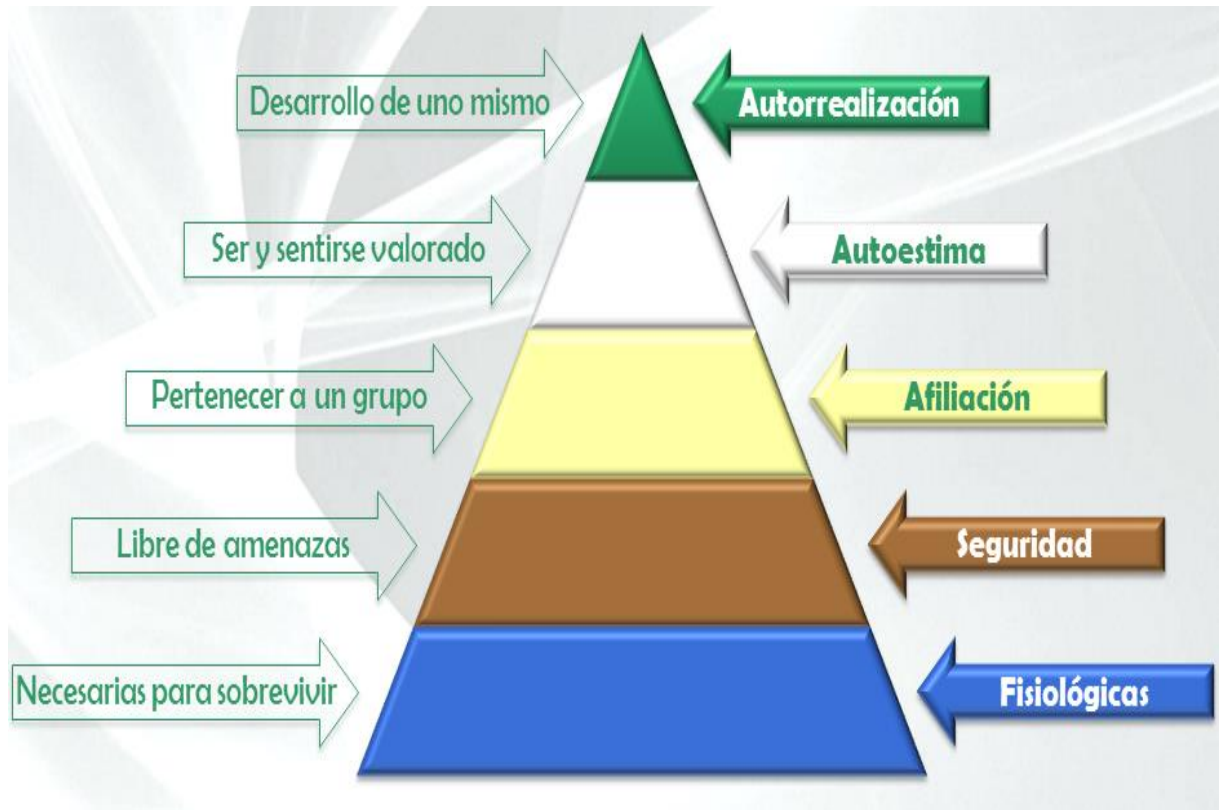 Desarrollo de uno mismo
Autorrealización
Ser y sentirse valorado
Autoestima
Pertenecer a un grupo
Afiliación
Libre de amenazas
Seguridad
Necesarias para sobrevivir
Fisiológicas